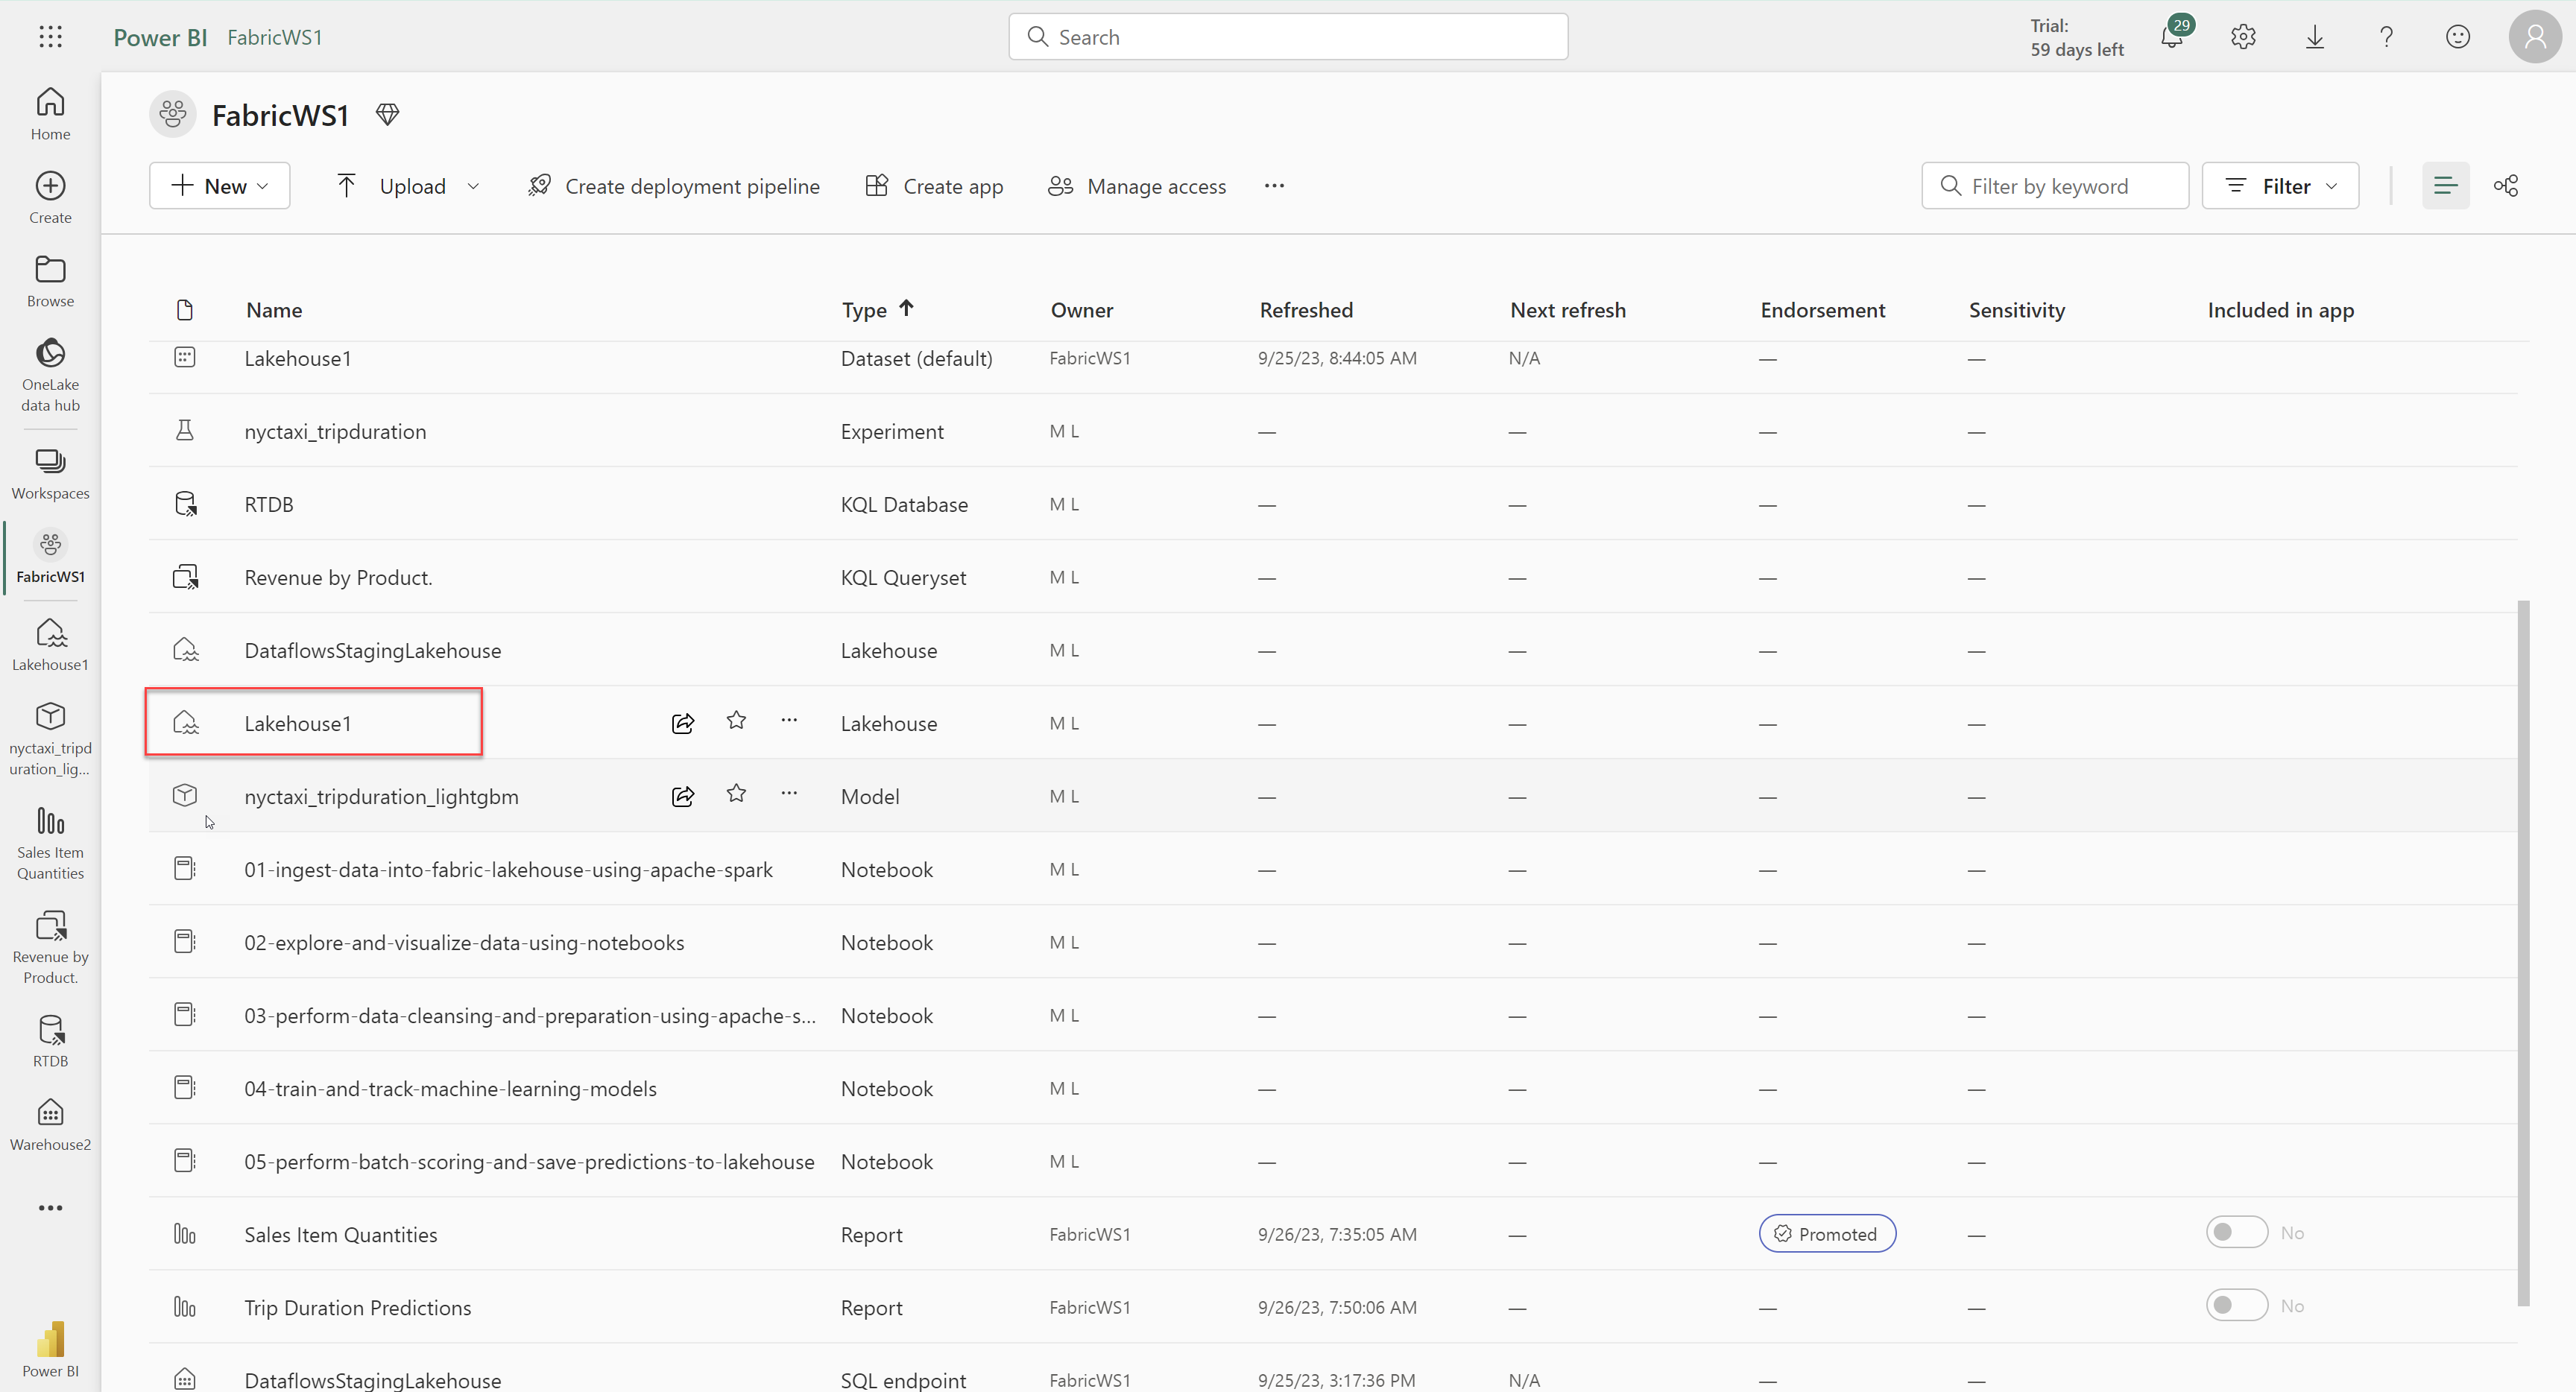 Power BI FabricWS1 Search Trial: 29
59 days left
Home
Create
Browse
OneLake
data hub
Workspaces
FabricWS1
Lakehouse1
nyctaxi_tripd
uration_lig...
Sales Item
Quantities
Revenue by
Product.
RTDB
Warehouse2
Power BI
FabricWS1
New Upload Create deployment pipeline Create app Manage access Filter by keyword Filter
Name Type Owner Refreshed Next refresh Endorsement Sensitivity Included in app
Lakehouse1 Dataset (default) FabricWS1 9/25/23, 8:44:05 AM N/A — —
nyctaxi_tripduration Experiment M L — — — —
RTDB KQL Database M L — — — —
Revenue by Product. KQL Queryset M L — — — —
DataflowsStagingLakehouse Lakehouse M L — — — —
Lakehouse1 Lakehouse M L — — — —
nyctaxi_tripduration_lightgbm Model M L — — — —
01-ingest-data-into-fabric-lakehouse-using-apache-spark Notebook M L — — — —
02-explore-and-visualize-data-using-notebooks Notebook M L — — — —
03-perform-data-cleansing-and-preparation-using-apache-s... Notebook M L — — — —
04-train-and-track-machine-learning-models Notebook M L — — — —
05-perform-batch-scoring-and-save-predictions-to-lakehouse Notebook M L — — — —
Sales Item Quantities Report FabricWS1 9/26/23, 7:35:05 AM — Promoted — No
Trip Duration Predictions Report FabricWS1 9/26/23, 7:50:06 AM — — — No
DataflowsStagingLakehouse SQL endpoint FabricWS1 9/25/23, 3:17:36 PM N/A — —